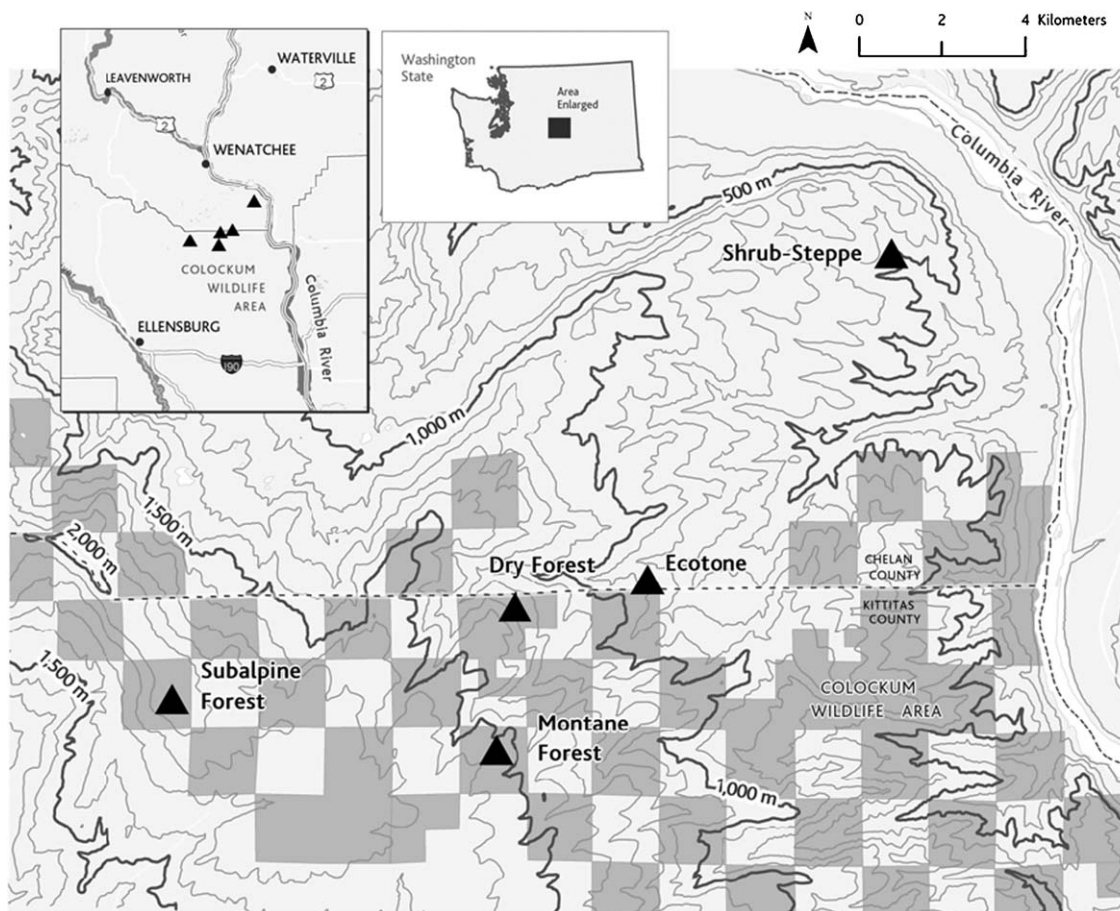 N
0 2 4 Kilometers
WATERVILLE
2
LEAVENWORTH
2
WENATCHEE
COLOCKUM
WILDLIFE
AREA
Columbia River
ELLENSBURG
I90
Washington
State
Area
Enlarged
Columbia River
500 m
Shrub-Steppe
1,000 m
1,500 m
2,000 m
Dry Forest
Ecotone
CHELAN
COUNTY
KITTITAS
COUNTY
1,500 m
Subalpine
Forest
COLOCKUM
WILDLIFE AREA
Montane
Forest
1,000 m